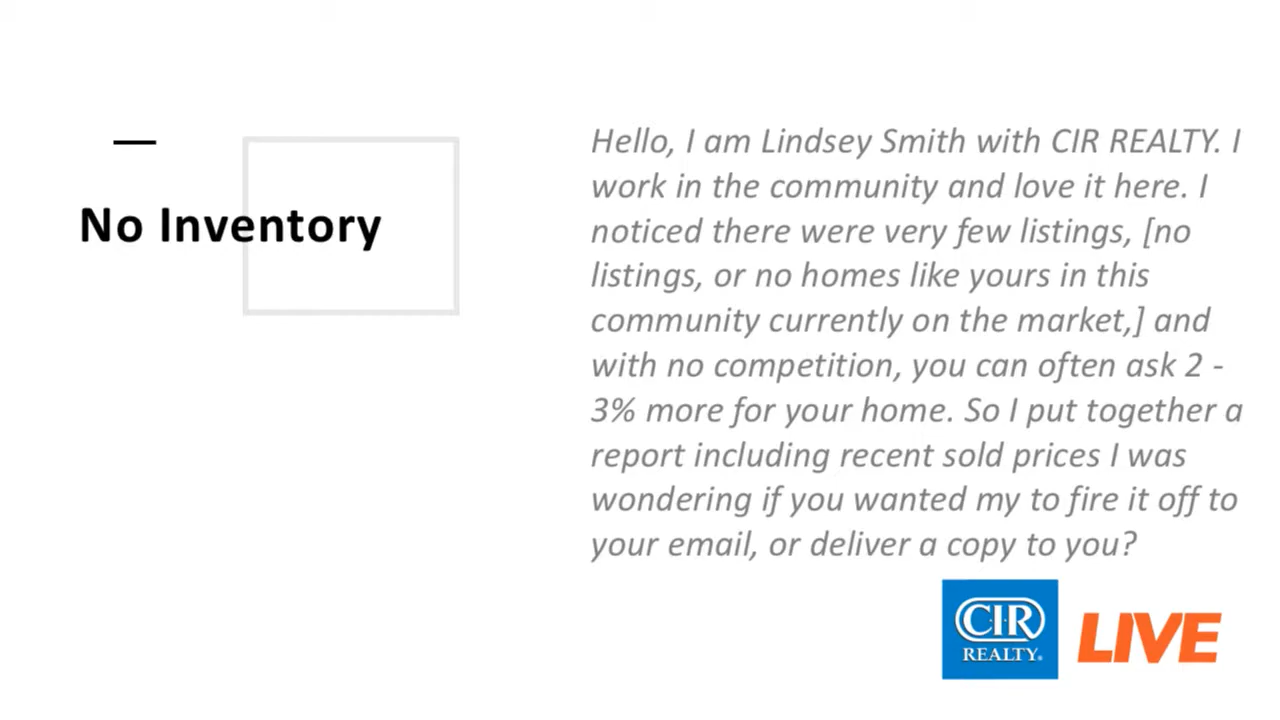 No Inventory
Hello, I am Lindsey Smith with CIR REALTY. I
work in the community and love it here. I
noticed there were very few listings, [no
listings, or no homes like yours in this
community currently on the market,] and
with no competition, you can often ask 2 -
3% more for your home. So I put together a
report including recent sold prices I was
wondering if you wanted my to fire it off to
your email, or deliver a copy to you?
CIR
REALTY®
LIVE